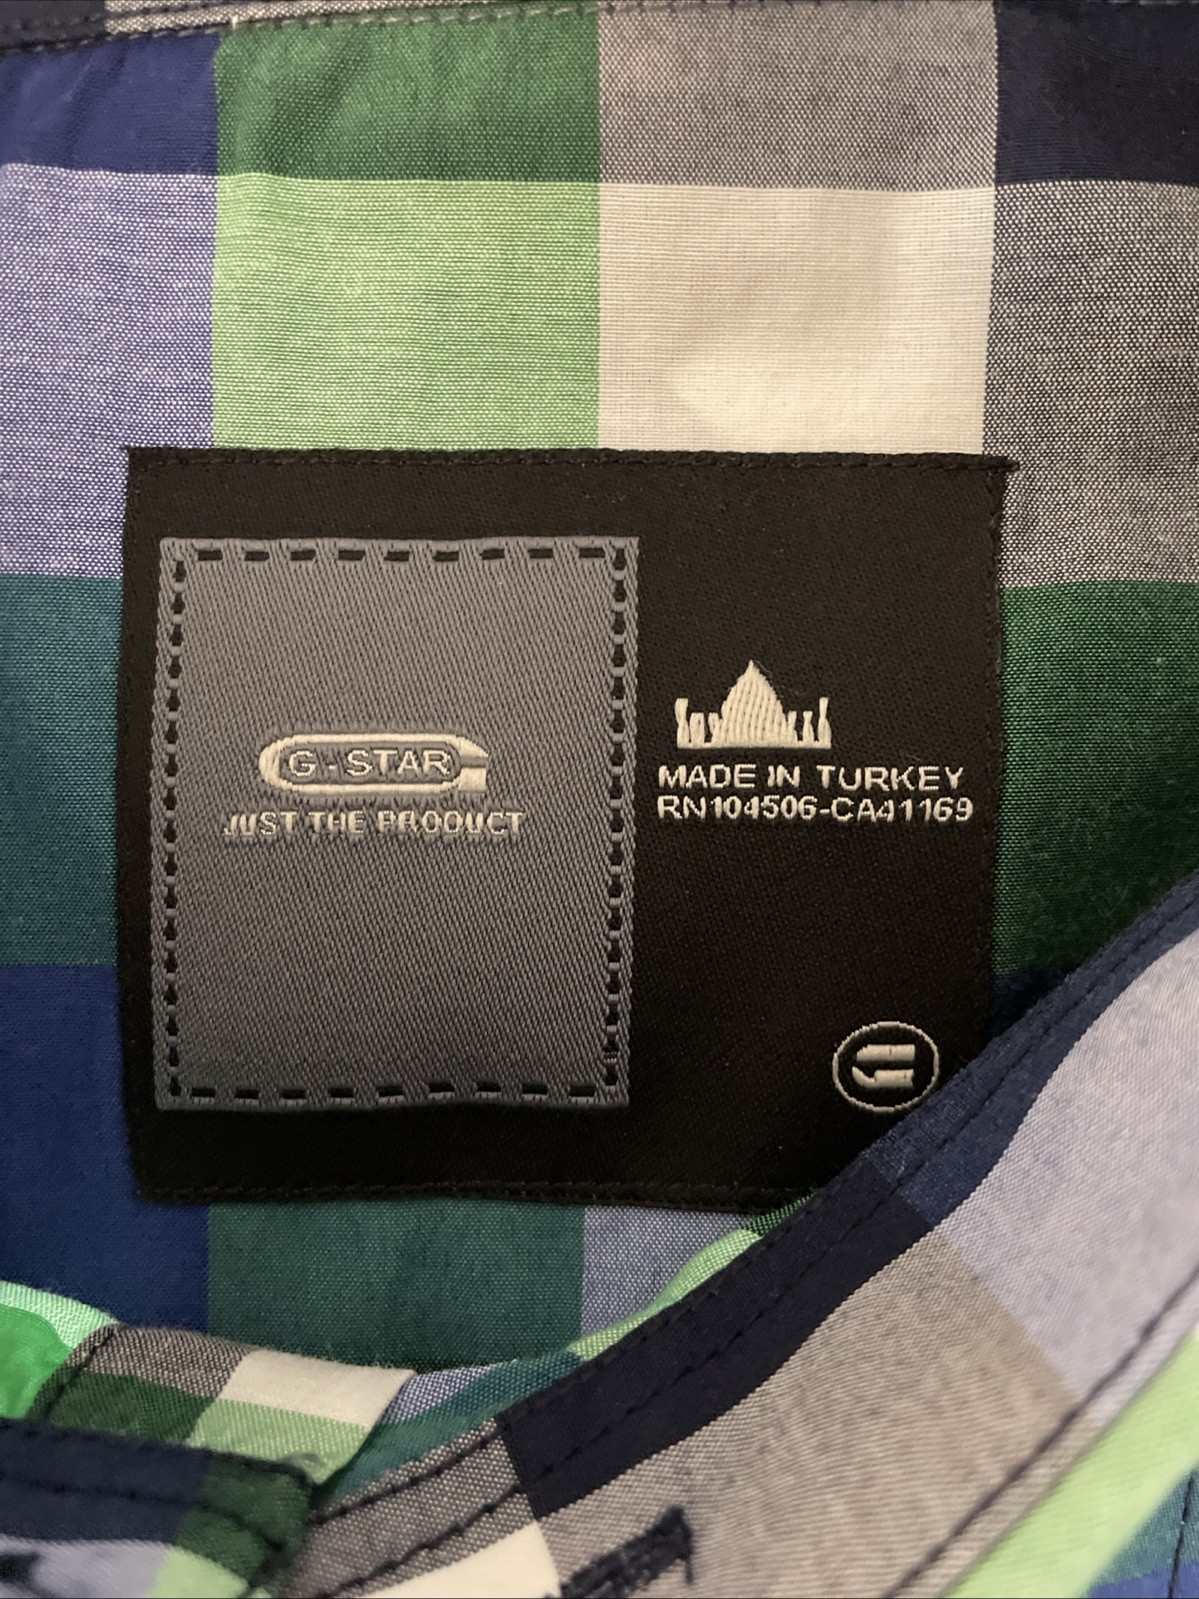 G-STAR
JUST THE PRODUCT
MADE IN TURKEY
RN104506-CA41169